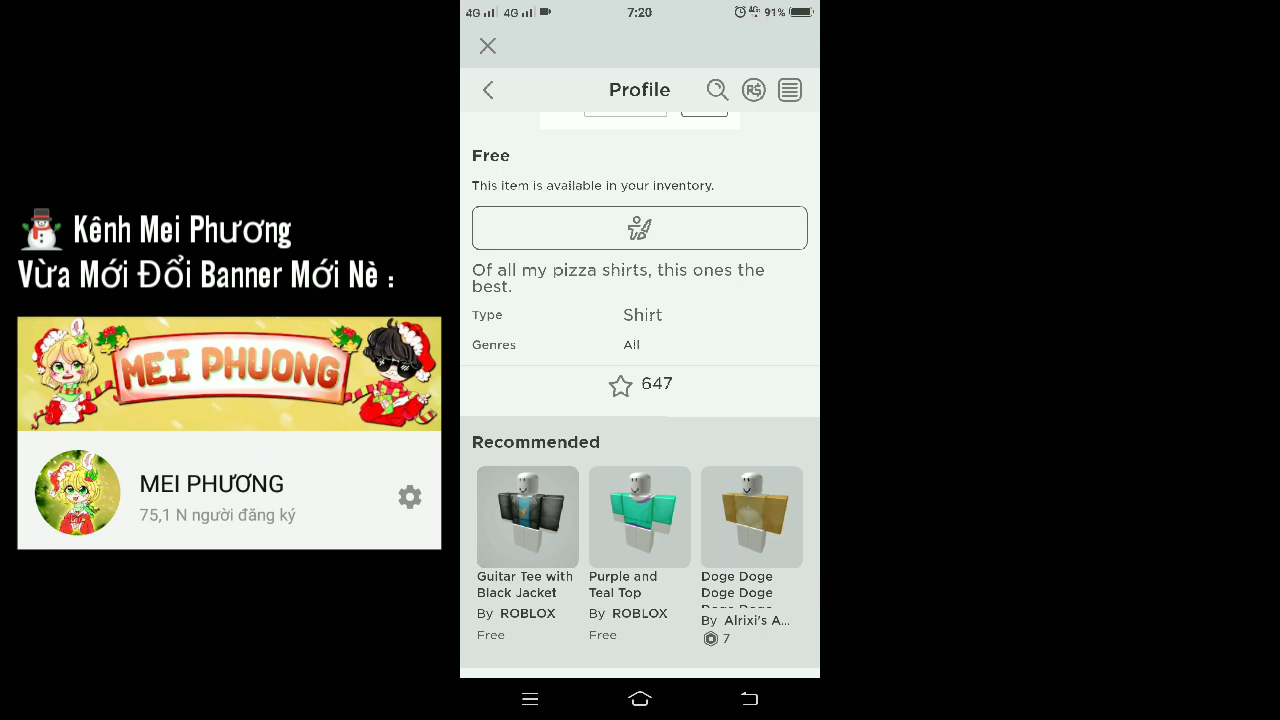 Kênh Mei Phương
Vừa Mới Đổi Banner Mới Nè :
MEI PHUONG
MEI PHƯƠNG
75,1 N người đăng ký
4G 4G 7:20 4G 91%
Profile
R$
Free
This item is available in your inventory.
Of all my pizza shirts, this ones the
best.
Type Shirt
Genres All
647
Recommended
Guitar Tee with
Black Jacket
By ROBLOX
Free
Purple and
Teal Top
By ROBLOX
Free
Doge Doge
Doge Doge
Doge Doge
By Alrixi's A...
7